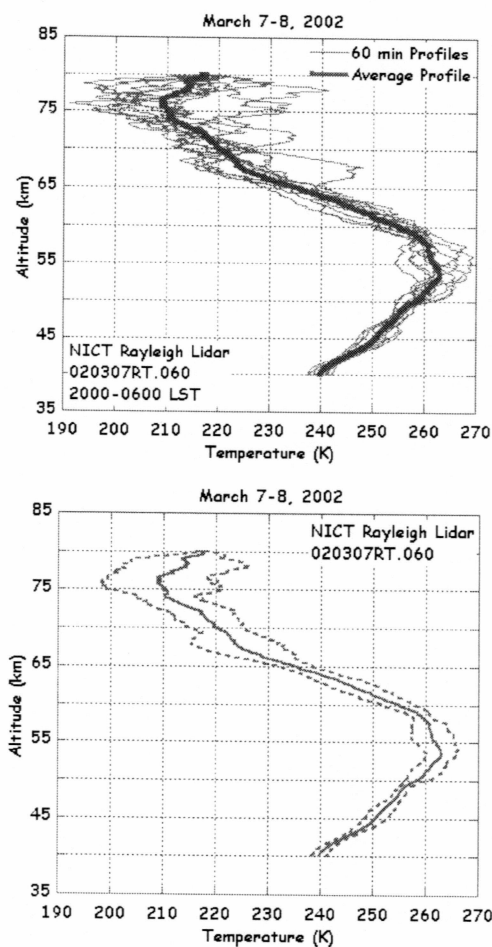 March 7-8, 2002
85
60 min Profiles
Average Profile
75
65
Altitude (km)
55
45
NICT Rayleigh Lidar
020307RT.060
2000-0600 LST
35
190 200 210 220 230 240 250 260 270
Temperature (K)
March 7-8, 2002
85
NICT Rayleigh Lidar
020307RT.060
75
65
Altitude (km)
55
45
35
190 200 210 220 230 240 250 260 270
Temperature (K)